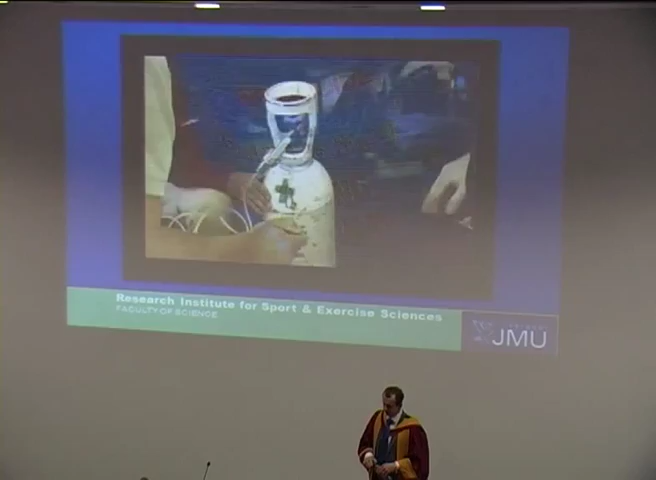 Research Institute for Sport & Exercise Sciences
FACULTY OF SCIENCE
JMU